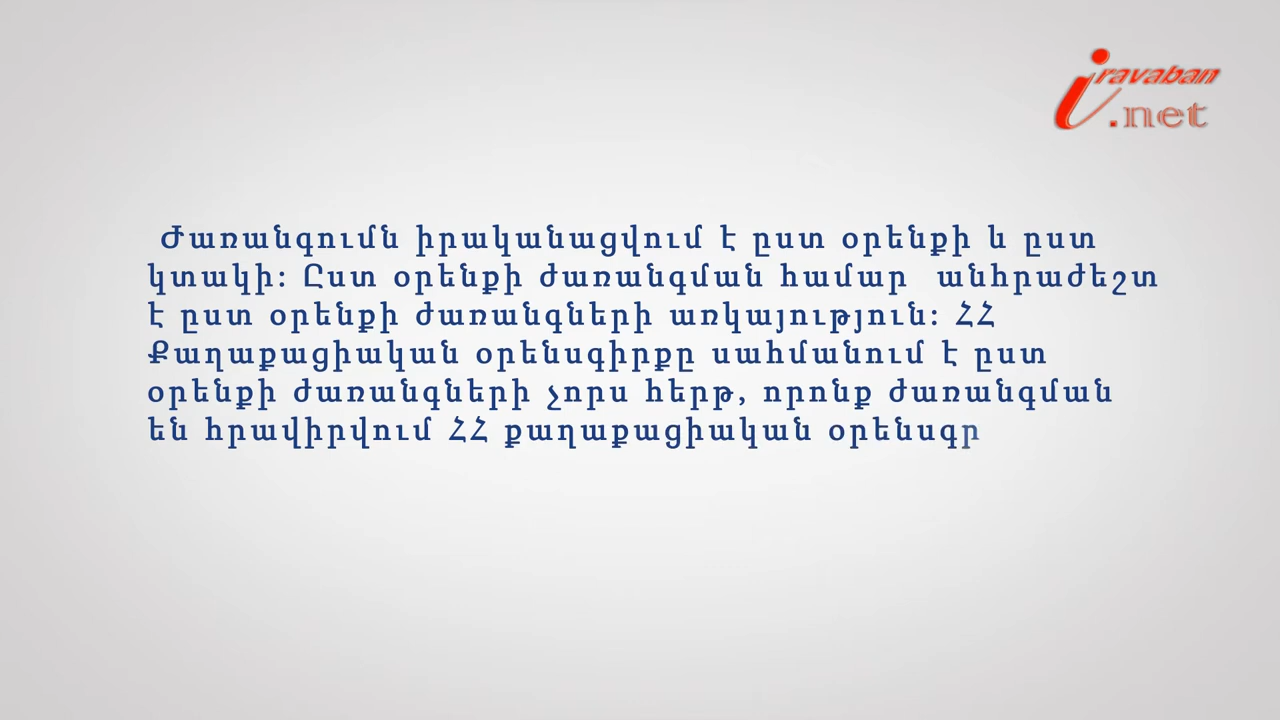 iravaban
.net
Ժառանգումն իրականացվում է ըստ օրենքի և ըստ
կտակի: Ըստ օրենքի ժառանգման համար անհրաժեշտ
է ըստ օրենքի ժառանգների առկայություն: ՀՀ
Քաղաքացիական օրենսգիրքը սահմանում է ըստ
օրենքի ժառանգների չորս հերթ, որոնք ժառանգման
են հրավիրվում ՀՀ քաղաքացիական օրենսգր